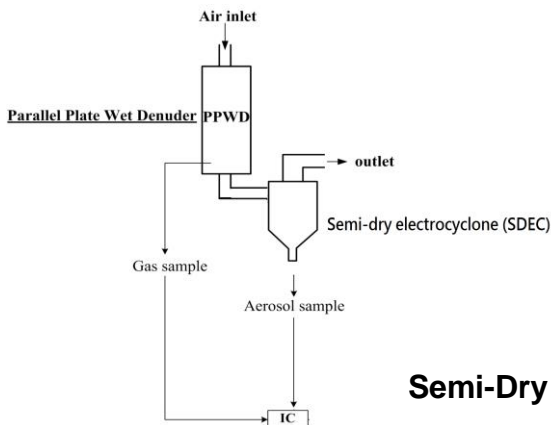 Air inlet
Parallel Plate Wet Denuder
PPWD
outlet
Semi-dry electrocyclone (SDEC)
Gas sample
Aerosol sample
Semi-Dry
IC